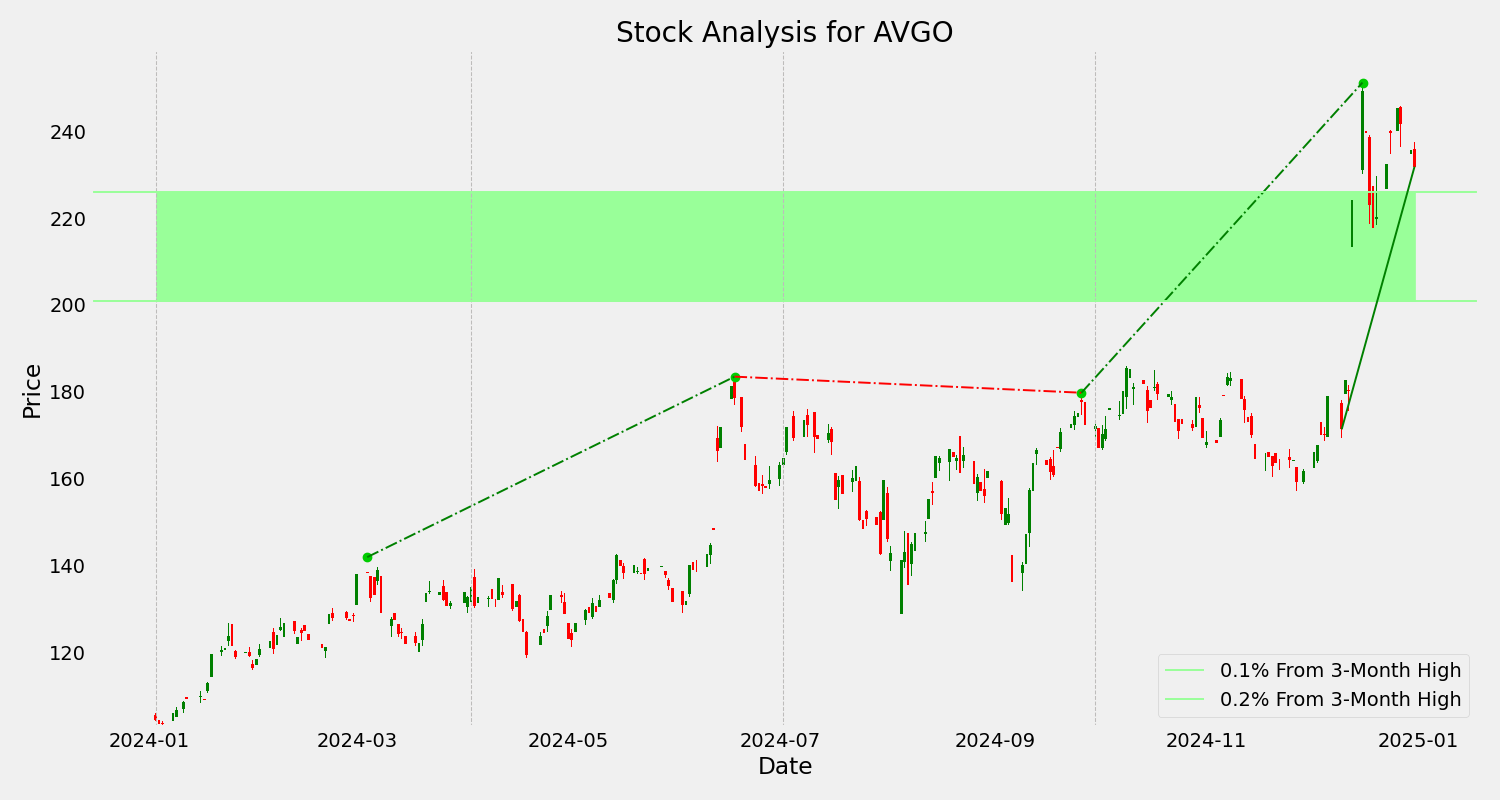 Stock Analysis for AVGO
240
220
200
180
160
140
120
Price
0.1% From 3-Month High
0.2% From 3-Month High
2024-01 2024-03 2024-05 2024-07 2024-09 2024-11 2025-01
Date